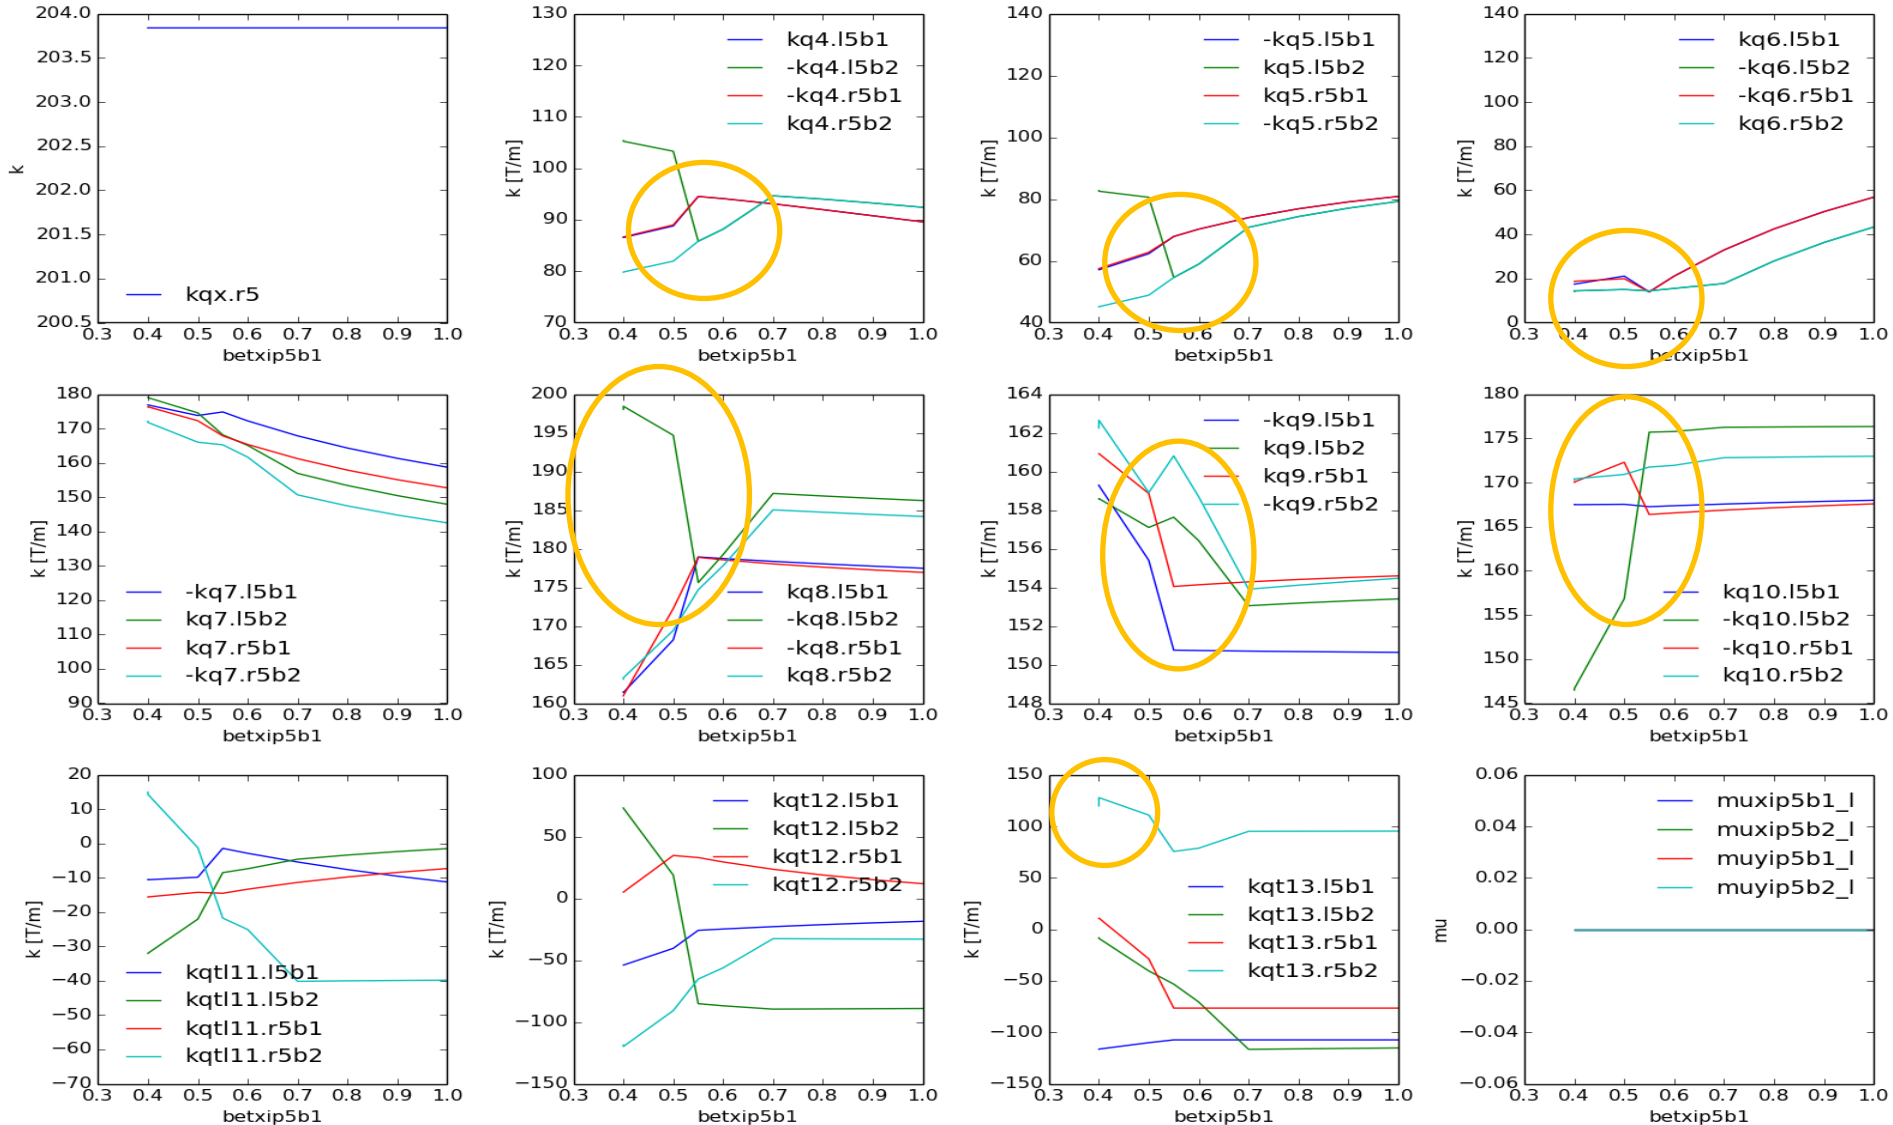 204.0
203.5
203.0
202.5
202.0
201.5
201.0
200.5
k
kqx.r5
0.3 0.4 0.5 0.6 0.7 0.8 0.9 1.0
betxip5b1
130
120
110
100
90
80
70
k [T/m]
kq4.l5b1
-kq4.l5b2
-kq4.r5b1
kq4.r5b2
0.3 0.4 0.5 0.6 0.7 0.8 0.9 1.0
betxip5b1
140
120
100
80
60
40
k [T/m]
-kq5.l5b1
kq5.l5b2
kq5.r5b1
-kq5.r5b2
0.3 0.4 0.5 0.6 0.7 0.8 0.9 1.0
betxip5b1
140
120
100
80
60
40
20
0
k [T/m]
kq6.l5b1
-kq6.l5b2
-kq6.r5b1
kq6.r5b2
0.3 0.4 0.5 0.6 0.7 0.8 0.9 1.0
betxip5b1
180
170
160
150
140
130
120
110
100
90
k [T/m]
-kq7.l5b1
kq7.l5b2
kq7.r5b1
-kq7.r5b2
0.3 0.4 0.5 0.6 0.7 0.8 0.9 1.0
betxip5b1
200
195
190
185
180
175
170
165
160
k [T/m]
kq8.l5b1
-kq8.l5b2
-kq8.r5b1
kq8.r5b2
0.3 0.4 0.5 0.6 0.7 0.8 0.9 1.0
betxip5b1
164
162
160
158
156
154
152
150
148
k [T/m]
-kq9.l5b1
kq9.l5b2
kq9.r5b1
-kq9.r5b2
0.3 0.4 0.5 0.6 0.7 0.8 0.9 1.0
betxip5b1
180
175
170
165
160
155
150
145
k [T/m]
kq10.l5b1
-kq10.l5b2
-kq10.r5b1
kq10.r5b2
0.3 0.4 0.5 0.6 0.7 0.8 0.9 1.0
betxip5b1
20
10
0
−10
−20
−30
−40
−50
−60
−70
k [T/m]
kqtl11.l5b1
kqtl11.l5b2
kqtl11.r5b1
kqtl11.r5b2
0.3 0.4 0.5 0.6 0.7 0.8 0.9 1.0
betxip5b1
100
50
0
−50
−100
−150
k [T/m]
kqt12.l5b1
kqt12.l5b2
kqt12.r5b1
kqt12.r5b2
0.3 0.4 0.5 0.6 0.7 0.8 0.9 1.0
betxip5b1
150
100
50
0
−50
−100
−150
k [T/m]
kqt13.l5b1
kqt13.l5b2
kqt13.r5b1
kqt13.r5b2
0.3 0.4 0.5 0.6 0.7 0.8 0.9 1.0
betxip5b1
0.06
0.04
0.02
0.00
−0.02
−0.04
−0.06
mu
muxip5b1_l
muxip5b2_l
muyip5b1_l
muyip5b2_l
0.3 0.4 0.5 0.6 0.7 0.8 0.9 1.0
betxip5b1